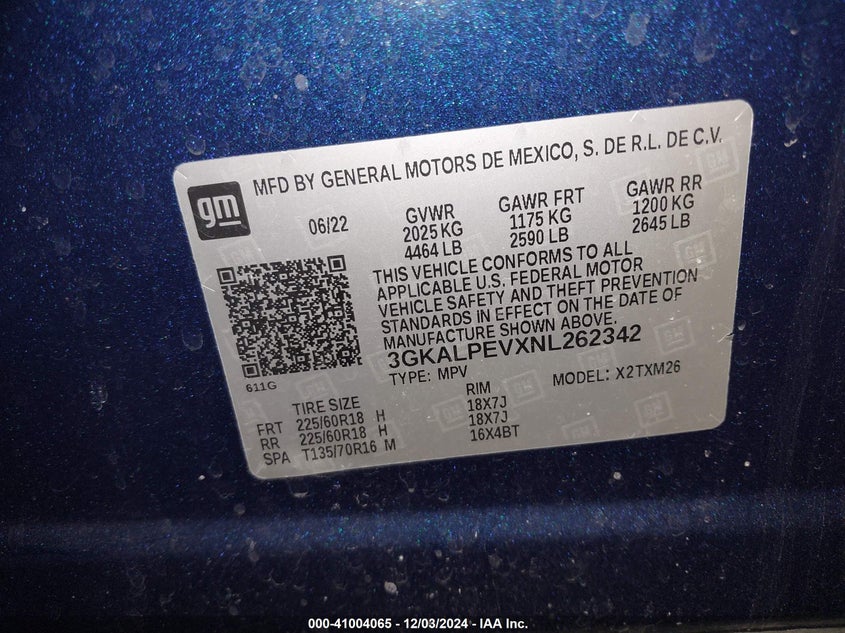 MFD BY GENERAL MOTORS DE MEXICO, S. DE R.L. DE C.V.
gm
06/22
GVWR
2025 KG
4464 LB
GAWR FRT
1175 KG
2590 LB
GAWR RR
1200 KG
2645 LB
THIS VEHICLE CONFORMS TO ALL
APPLICABLE U.S. FEDERAL MOTOR
VEHICLE SAFETY AND THEFT PREVENTION
STANDARDS IN EFFECT ON THE DATE OF
MANUFACTURE SHOWN ABOVE.
3GKALPEVXNL262342
611G
TYPE: MPV
MODEL: X2TXM26
TIRE SIZE RIM
FRT 225/60R18 H 18X7J
RR 225/60R18 H 18X7J
SPA T135/70R16 M 16X4BT
000-41004065 - 12/03/2024 - IAA Inc.